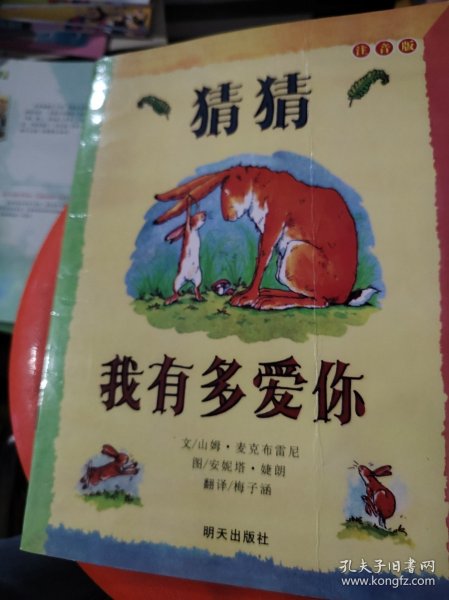 注音版
猜猜
我有多爱你
文/山姆·麦克布雷尼
图/安妮塔·婕朗
翻译/梅子涵
明天出版社
孔夫子旧书网
www.kongfz.com